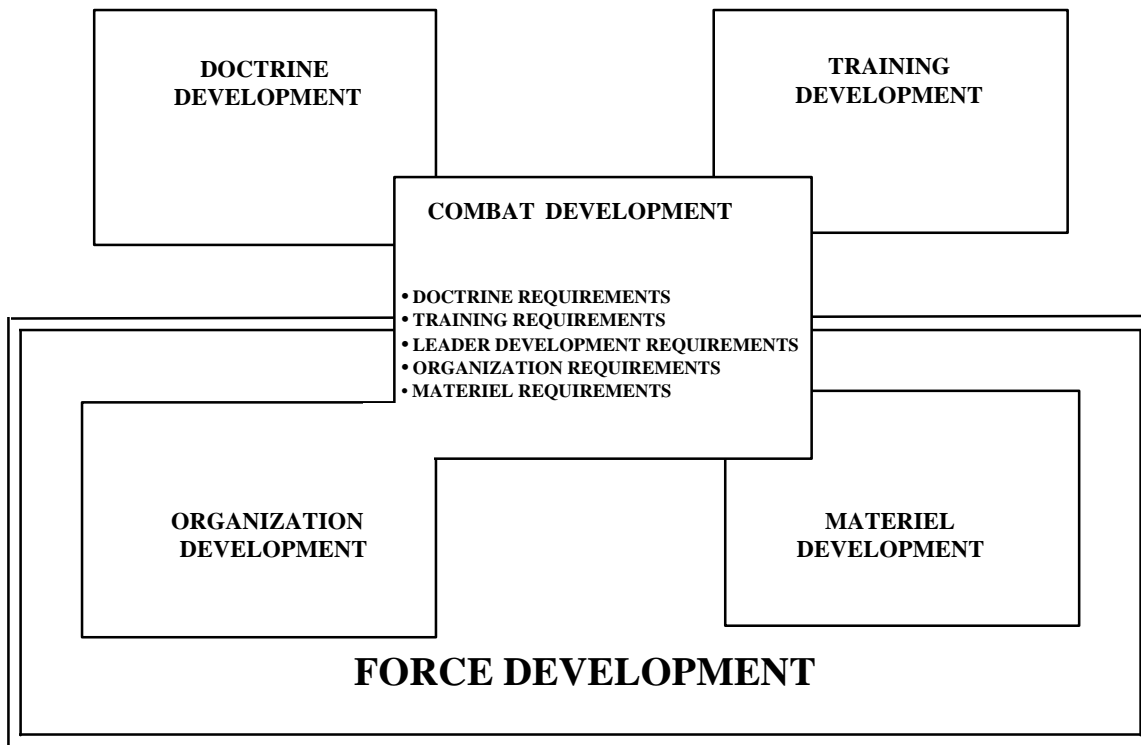 DOCTRINE
DEVELOPMENT
TRAINING
DEVELOPMENT
COMBAT DEVELOPMENT
• DOCTRINE REQUIREMENTS
• TRAINING REQUIREMENTS
• LEADER DEVELOPMENT REQUIREMENTS
• ORGANIZATION REQUIREMENTS
• MATERIEL REQUIREMENTS
ORGANIZATION
DEVELOPMENT
MATERIEL
DEVELOPMENT
FORCE DEVELOPMENT